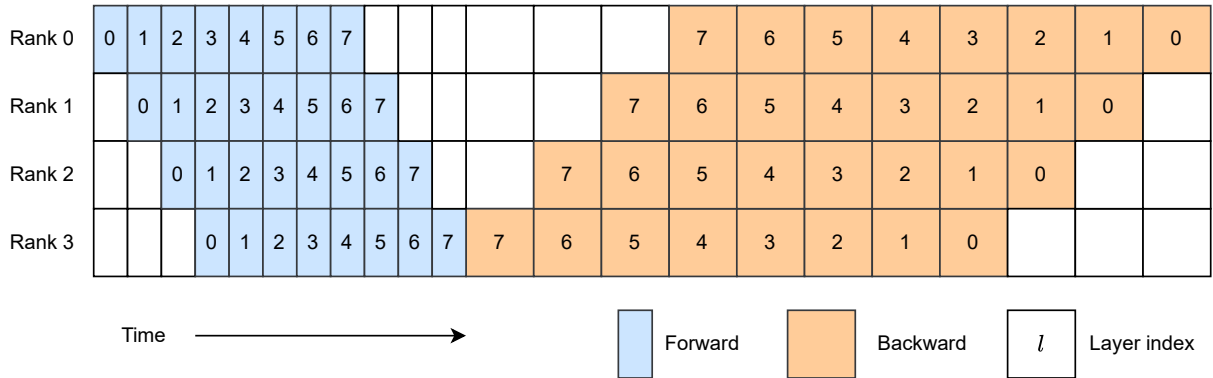 Rank 0 0 1 2 3 4 5 6 7 7 6 5 4 3 2 1 0
Rank 1 0 1 2 3 4 5 6 7 7 6 5 4 3 2 1 0
Rank 2 0 1 2 3 4 5 6 7 7 6 5 4 3 2 1 0
Rank 3 0 1 2 3 4 5 6 7 7 6 5 4 3 2 1 0
Time Forward Backward l Layer index